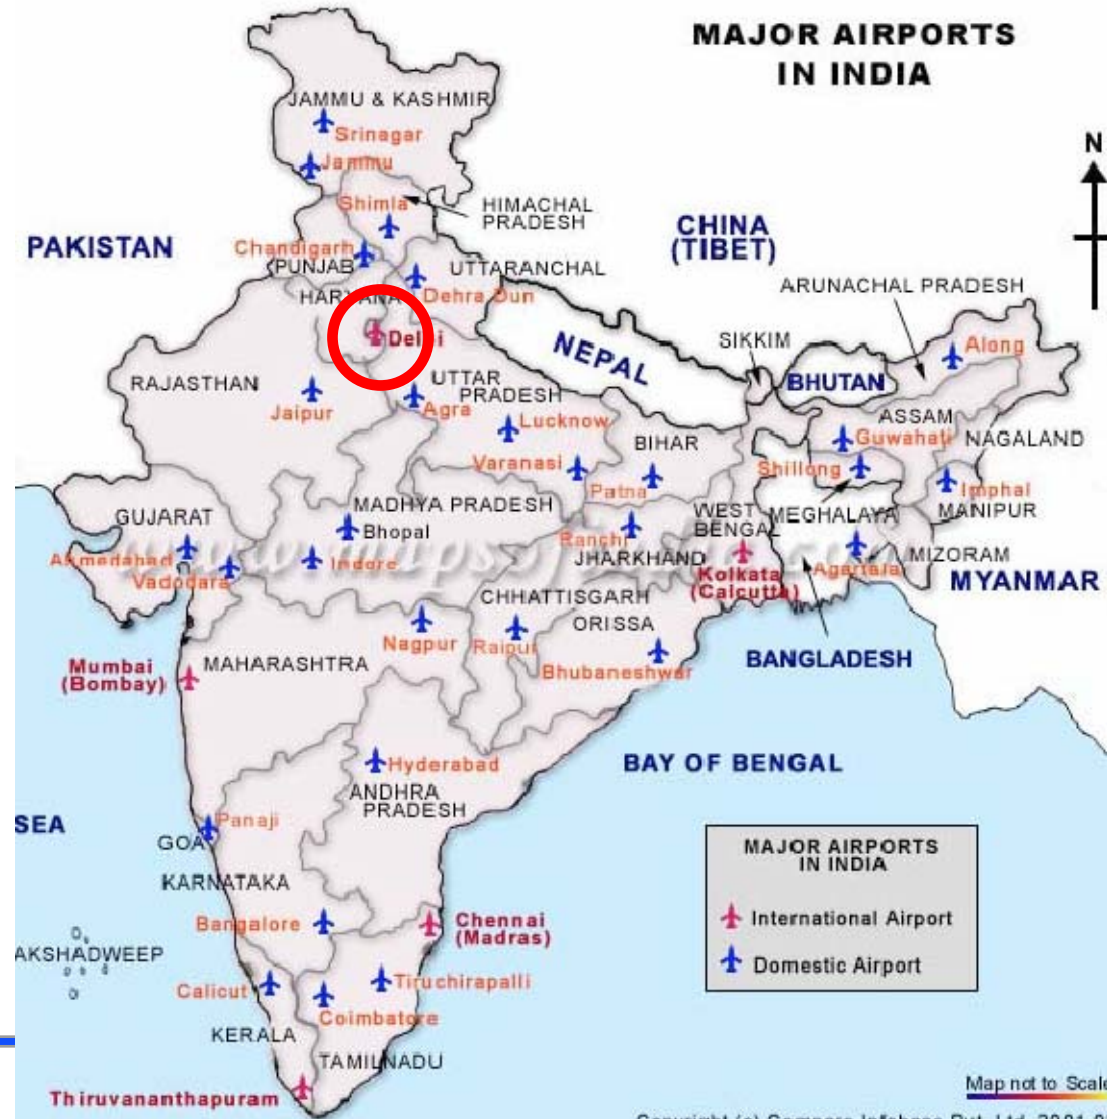 MAJOR AIRPORTS
IN INDIA
N
JAMMU & KASHMIR
Srinagar
Jammu
Shimla
HIMACHAL
PRADESH
CHINA
(TIBET)
PAKISTAN
Chandigarh
PUNJAB
UTTARANCHAL
Dehra Dun
HARYANA
ARUNACHAL PRADESH
Delhi
NEPAL
SIKKIM
Along
BHUTAN
RAJASTHAN
Jaipur
UTTAR
PRADESH
Agra
Lucknow
ASSAM
Guwahati
NAGALAND
BIHAR
Varanasi
Patna
Shillong
Imphal
MANIPUR
MADHYA PRADESH
Bhopal
GUJARAT
WEST
BENGAL
MEGHALAYA
Ranchi
JHARKHAND
Ahmedabad
Vadodara
Indore
Kolkata
(Calcutta)
Agartala
MIZORAM
MYANMAR
CHHATTISGARH
ORISSA
Nagpur
Raipur
Bhubaneshwar
BANGLADESH
Mumbai
(Bombay)
MAHARASHTRA
Hyderabad
ANDHRA
PRADESH
BAY OF BENGAL
SEA
Panaji
GOA
KARNATAKA
Bangalore
Chennai
(Madras)
MAJOR AIRPORTS
IN INDIA
International Airport
Domestic Airport
AKSHADWEEP
Calicut
Tiruchirapalli
Coimbatore
KERALA
TAMILNADU
Thiruvananthapuram
Map not to Scale